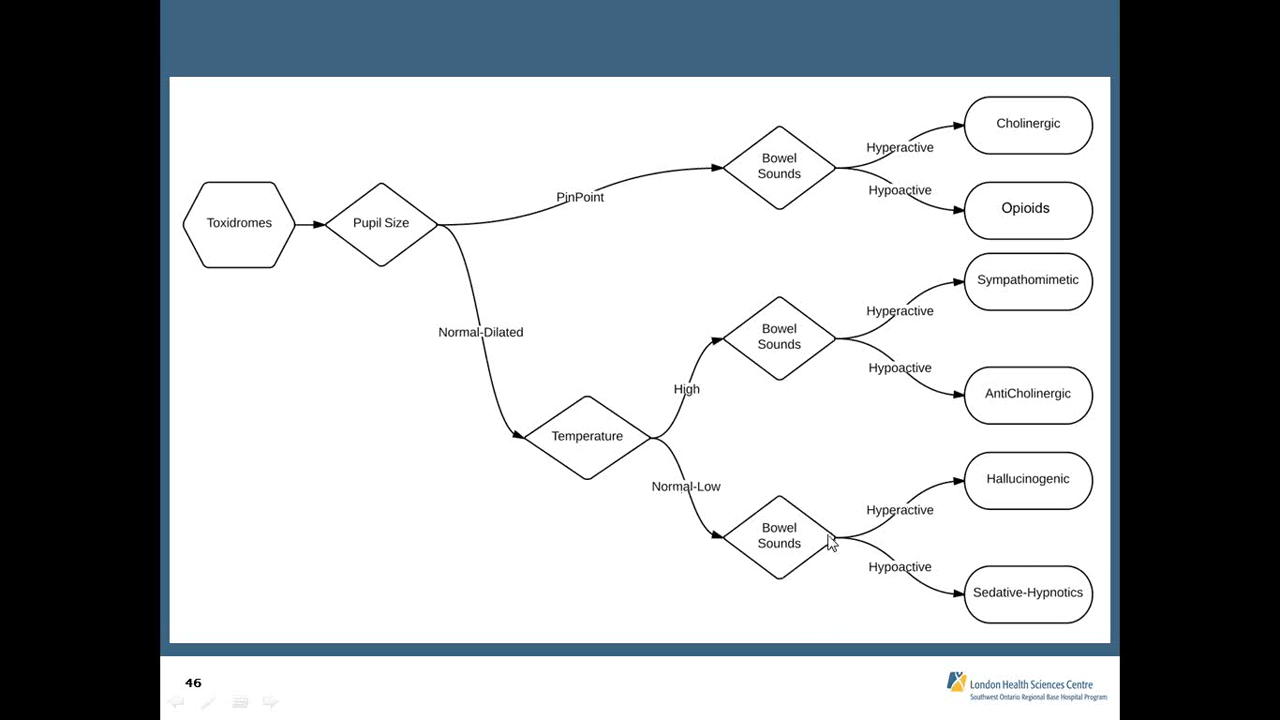 Toxidromes
Pupil Size
PinPoint
Bowel
Sounds
Hyperactive
Cholinergic
Hypoactive
Opioids
Normal-Dilated
Temperature
High
Bowel
Sounds
Hyperactive
Sympathomimetic
Hypoactive
AntiCholinergic
Normal-Low
Bowel
Sounds
Hyperactive
Hallucinogenic
Hypoactive
Sedative-Hypnotics
46
London Health Sciences Centre
Southwest Ontario Regional Base Hospital Program